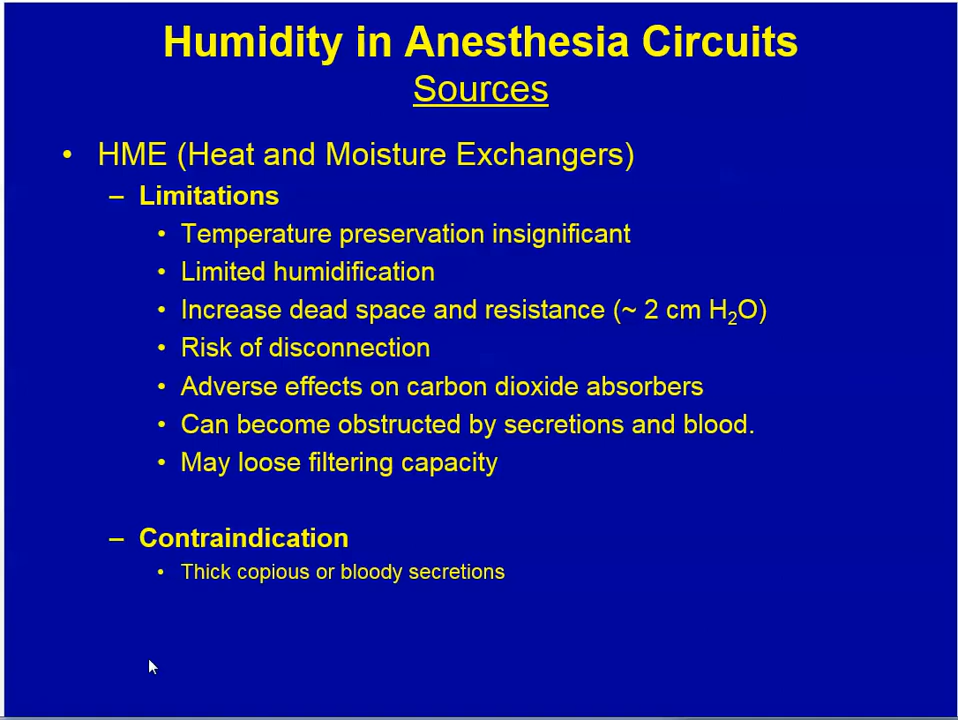 Humidity in Anesthesia Circuits
Sources
• HME (Heat and Moisture Exchangers)
– Limitations
• Temperature preservation insignificant
• Limited humidification
• Increase dead space and resistance (~ 2 cm H₂O)
• Risk of disconnection
• Adverse effects on carbon dioxide absorbers
• Can become obstructed by secretions and blood.
• May loose filtering capacity
– Contraindication
• Thick copious or bloody secretions